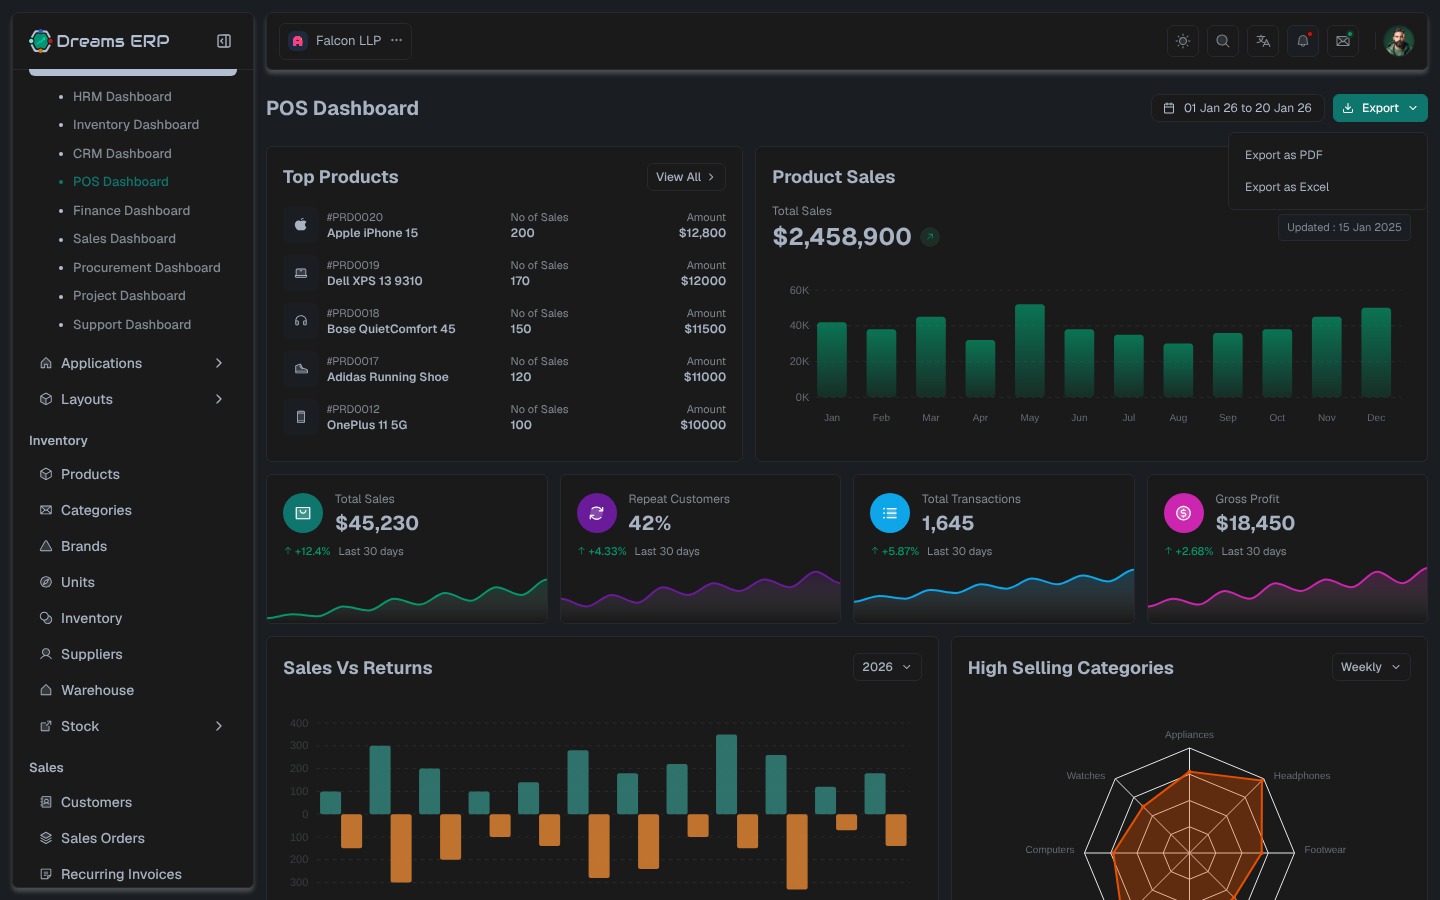 Dreams ERP
HRM Dashboard
Inventory Dashboard
CRM Dashboard
POS Dashboard
Finance Dashboard
Sales Dashboard
Procurement Dashboard
Project Dashboard
Support Dashboard
Applications
Layouts
Inventory
Products
Categories
Brands
Units
Inventory
Suppliers
Warehouse
Stock
Sales
Customers
Sales Orders
Recurring Invoices
Falcon LLP ···
POS Dashboard
01 Jan 26 to 20 Jan 26
Export
Export as PDF
Export as Excel
Top Products
View All
#PRD0020 No of Sales Amount
Apple iPhone 15 200 $12,800
#PRD0019 No of Sales Amount
Dell XPS 13 9310 170 $12000
#PRD0018 No of Sales Amount
Bose QuietComfort 45 150 $11500
#PRD0017 No of Sales Amount
Adidas Running Shoe 120 $11000
#PRD0012 No of Sales Amount
OnePlus 11 5G 100 $10000
Product Sales
Total Sales
$2,458,900
Updated : 15 Jan 2025
60K
40K
20K
0K
Jan Feb Mar Apr May Jun Jul Aug Sep Oct Nov Dec
Total Sales
$45,230
↑ +12.4% Last 30 days
Repeat Customers
42%
↑ +4.33% Last 30 days
Total Transactions
1,645
↑ +5.87% Last 30 days
Gross Profit
$18,450
↑ +2.68% Last 30 days
Sales Vs Returns
2026
400
300
200
100
0
100
200
300
High Selling Categories
Weekly
Appliances
Watches Headphones
Computers Footwear